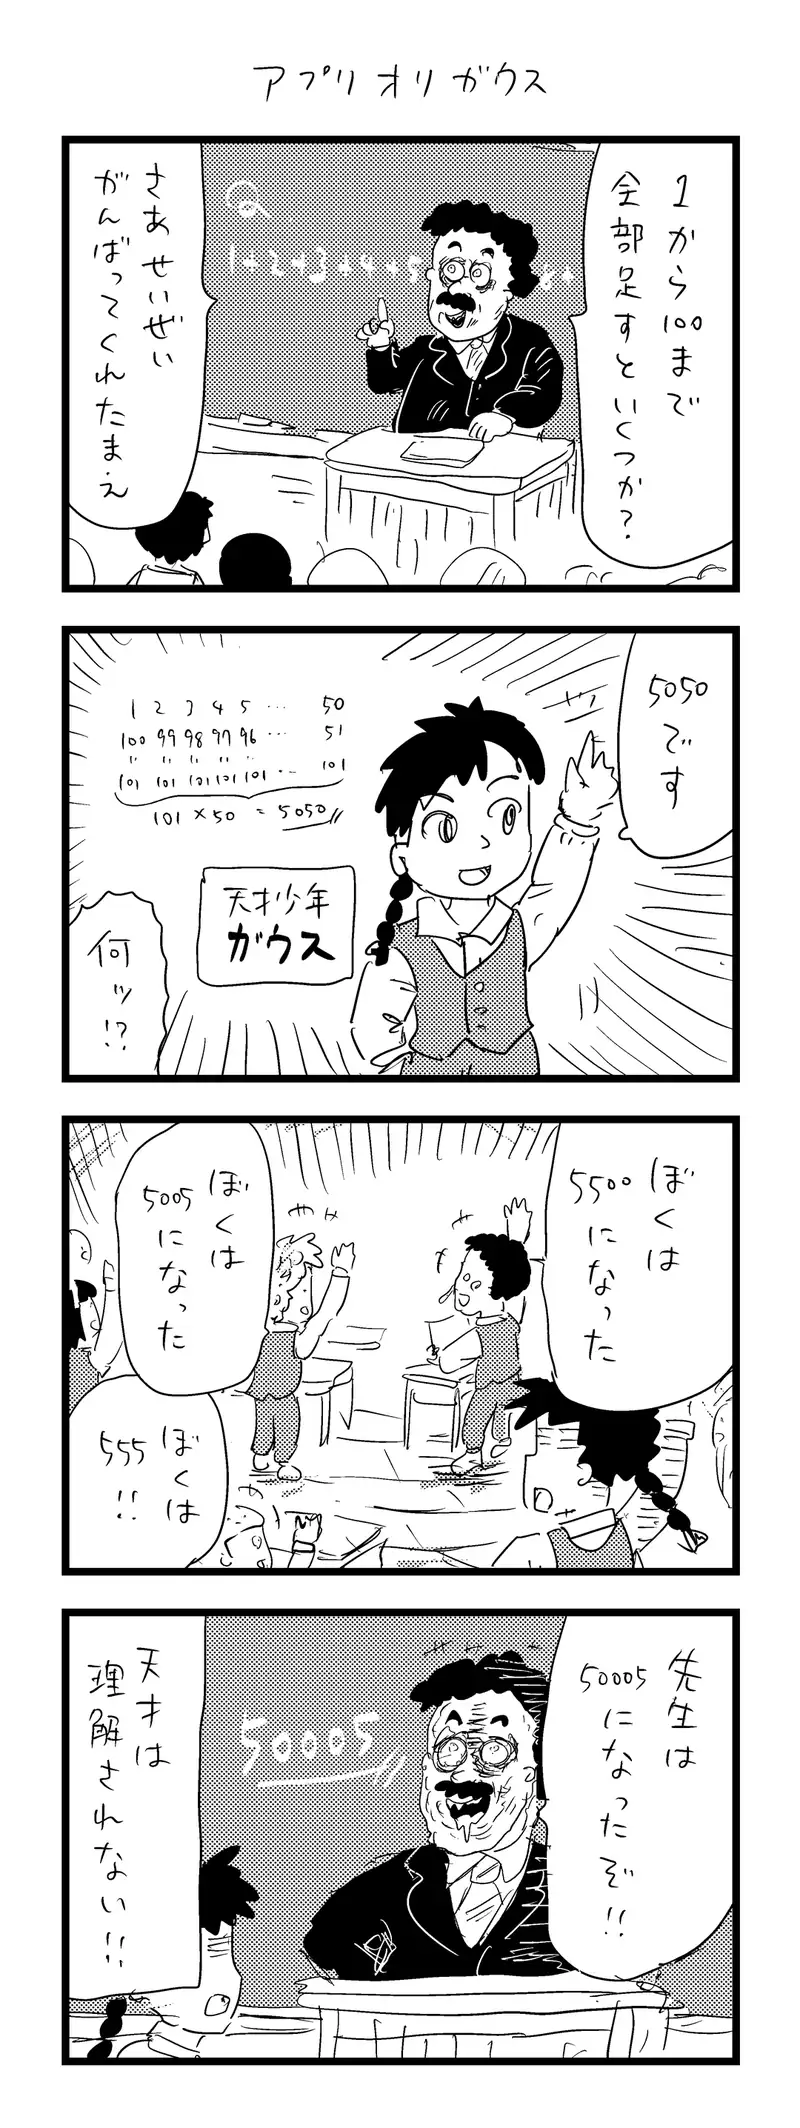 アプリオリ ガウス
1から100まで
全部足すといくつか?
さあせいぜい
がんばってくれたまえ
Q
1+2+3+4+5
8+
5050です
1 2 3 4 5 … 50
100 99 98 97 96 … 51
〃 〃 〃 〃 〃
101 101 101 101 101 … 101
101×50=5050
天才少年
ガウス
何ッ!?
ぼくは
5500になった
ぼくは
5005になった
ぼくは
555!!
先生は
50005になったぞ!!
50005
天才は
理解されない!!